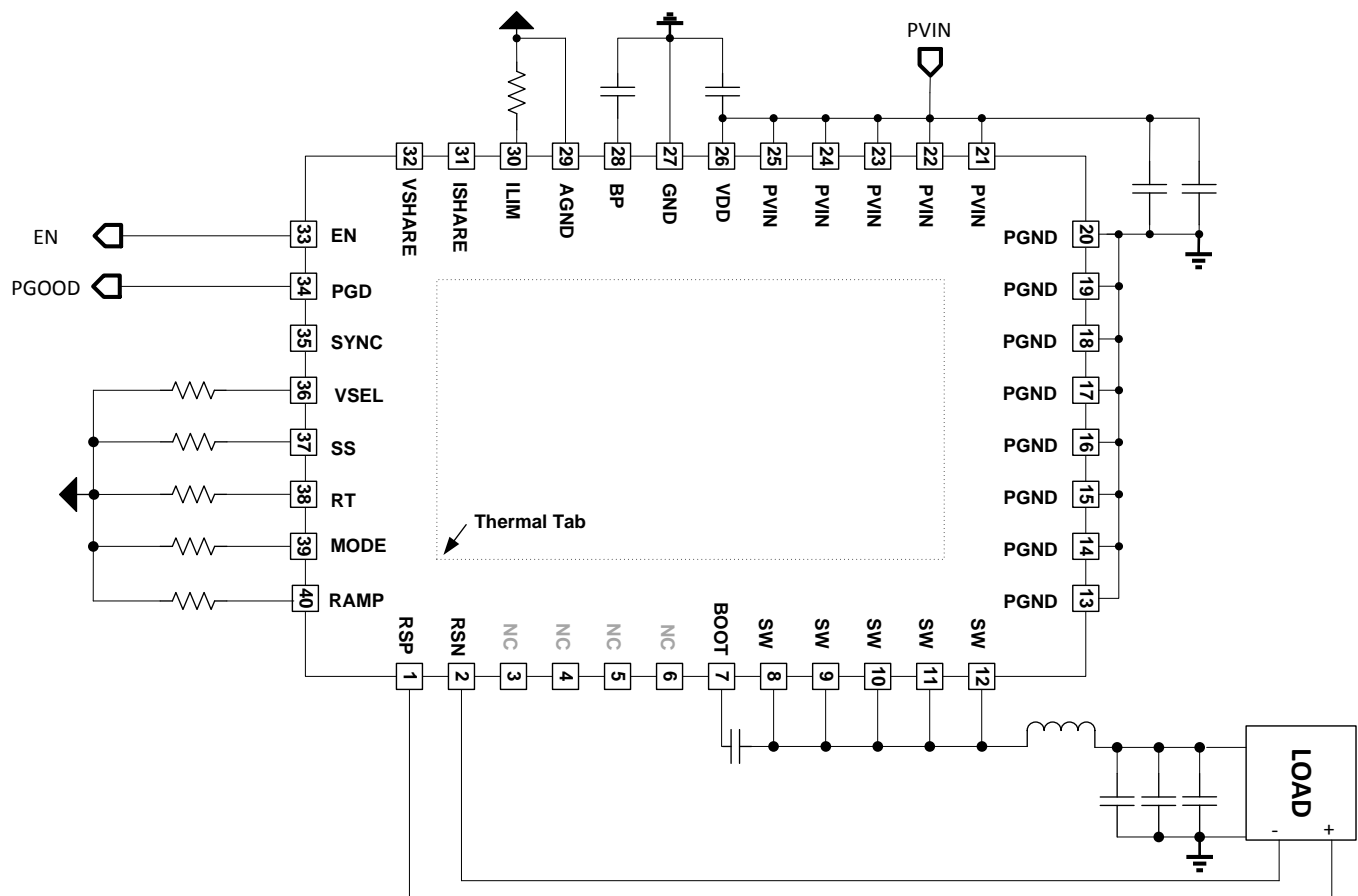 PVIN
32 31 30 29 28 27 26 25 24 23 22 21
VSHARE ISHARE ILIM AGND BP GND VDD PVIN PVIN PVIN PVIN PVIN
EN 33 EN
PGOOD 34 PGD
35 SYNC
36 VSEL
37 SS
38 RT
39 MODE
40 RAMP
PGND 20
PGND 19
PGND 18
PGND 17
PGND 16
PGND 15
PGND 14
PGND 13
Thermal Tab
RSP RSN NC NC NC NC BOOT SW SW SW SW SW
1 2 3 4 5 6 7 8 9 10 11 12
LOAD
- +